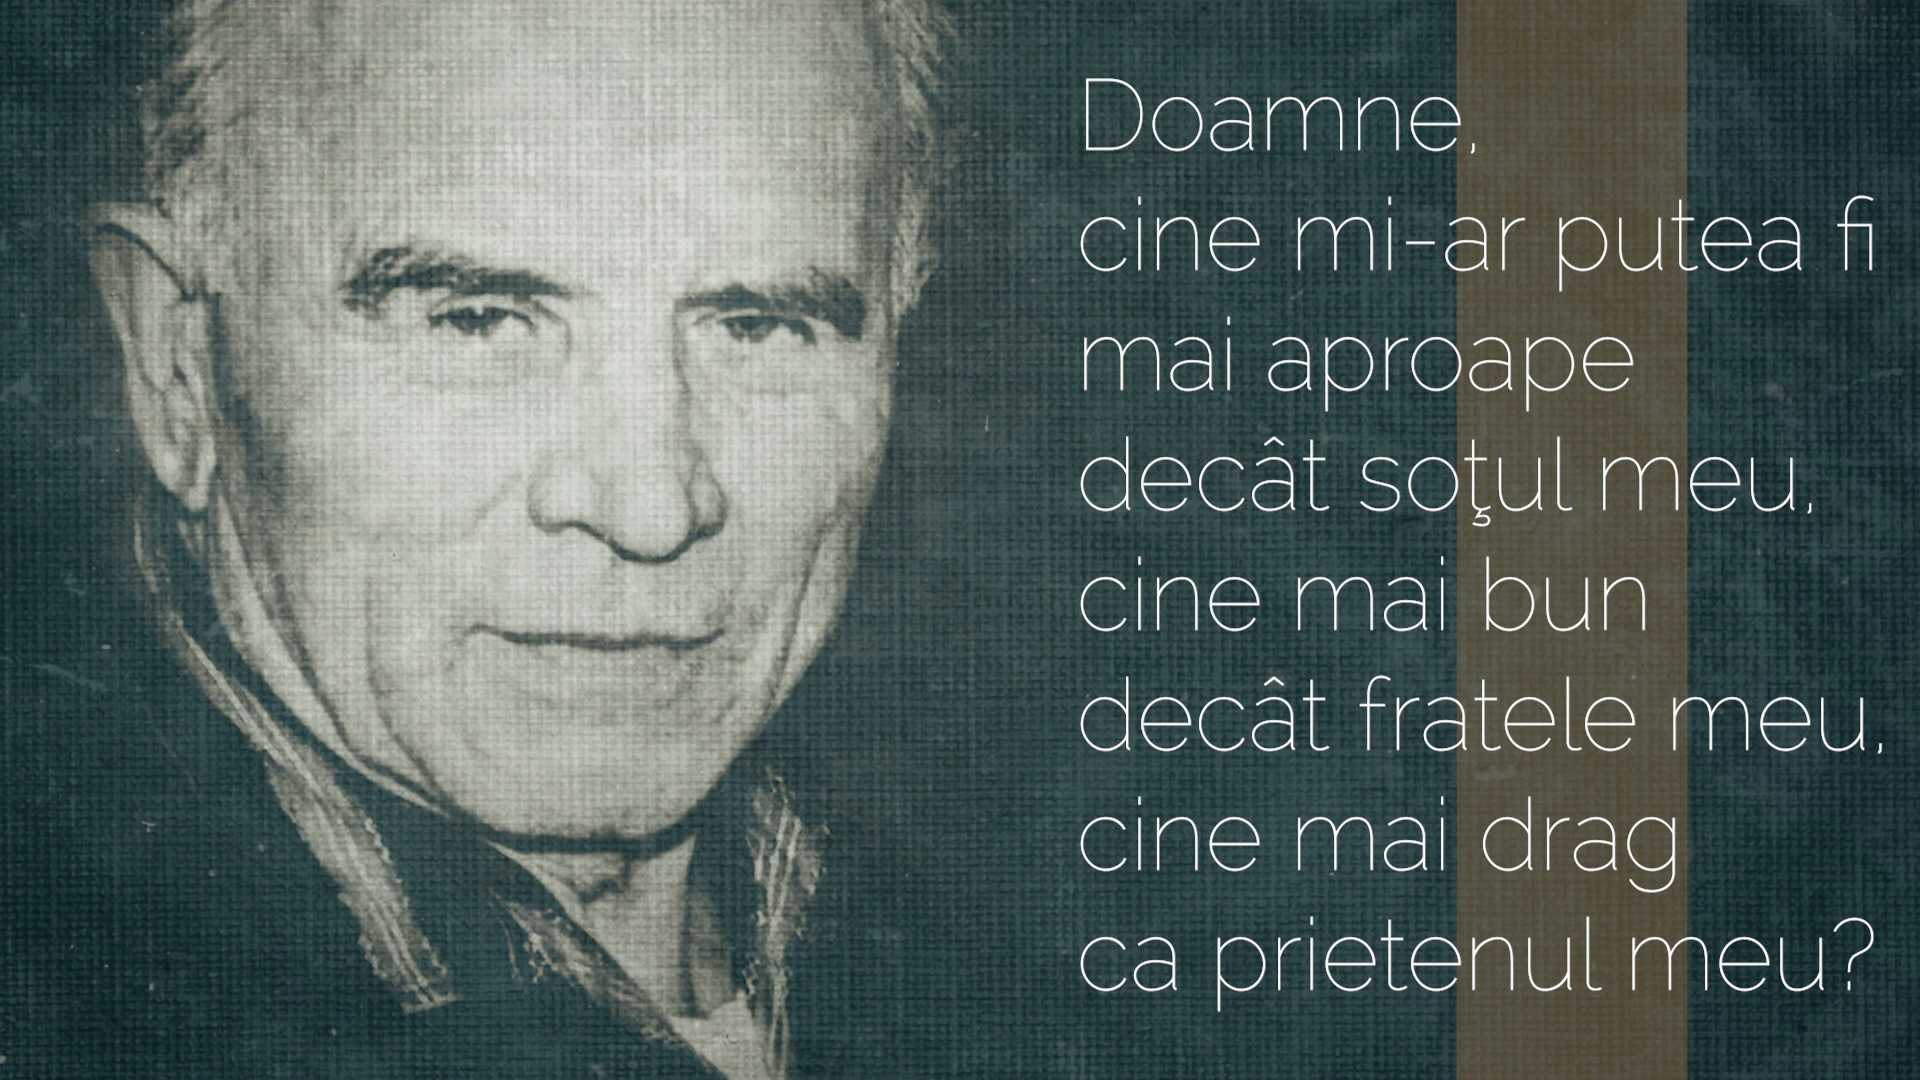 Doamne,
cine mi-ar putea fi
mai aproape
decât soţul meu,
cine mai bun
decât fratele meu,
cine mai drag
ca prietenul meu?